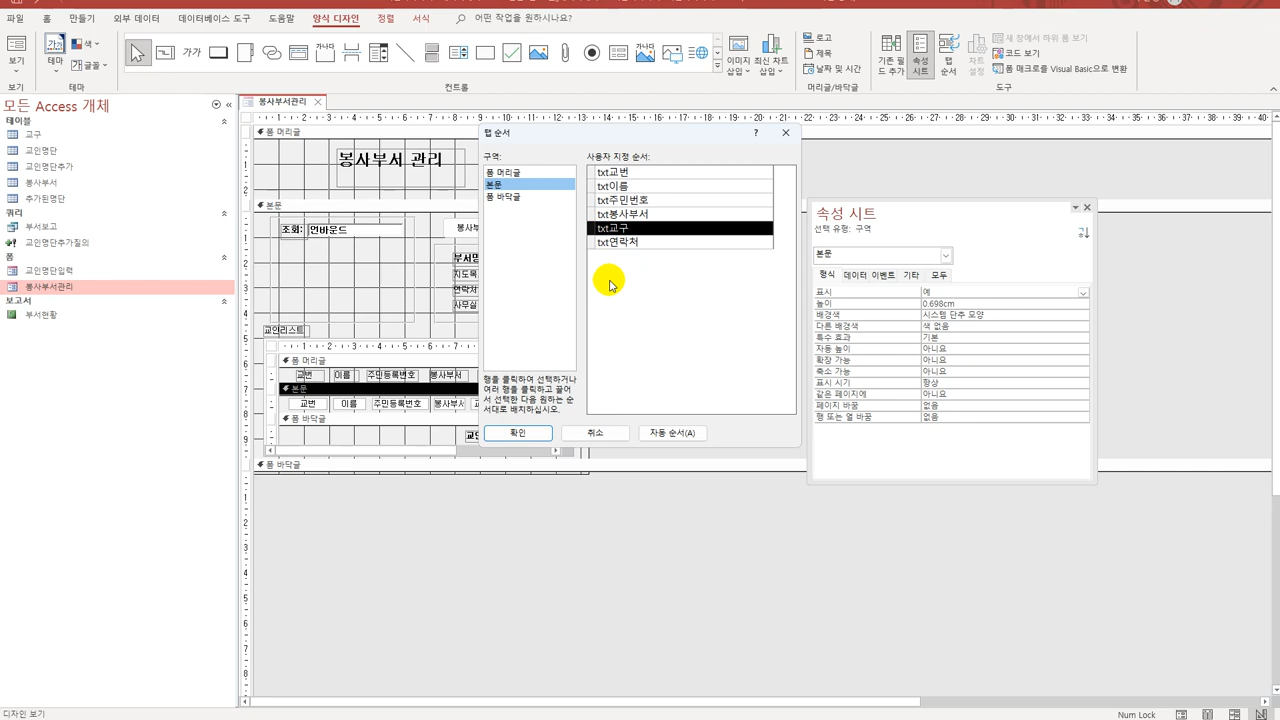 파일 홈 만들기 외부 데이터 데이터베이스 도구 도움말 양식 디자인 정렬 서식 어떤 작업을 원하시나요?
보기 테마 색 글꼴 가가 로고 제목 날짜 및 시간
이미지 삽입 최신 차트 삽입 기존 필드 추가 속성 시트 탭 순서 차트 설정
새 창에서 하위 폼 보기
코드 보기
폼 매크로를 Visual Basic으로 변환
보기 테마 컨트롤 머리글/바닥글 도구
모든 Access 개체
테이블
교구
교인명단
교인명단추가
봉사부서
추가된명단
쿼리
부서보고
교인명단추가질의
폼
교인명단입력
봉사부서관리
보고서
부서현황
봉사부서관리
폼 머리글
봉사부서 관리
본문
조회: 언바운드
봉사부
부서명
지도목
연락처
사무실
교인리스트
폼 머리글
교번 이름 주민등록번호 봉사부서
본문
교번 이름 주민등록번호 봉사부서
폼 바닥글
폼 바닥글
탭 순서
구역:
폼 머리글
본문
폼 바닥글
사용자 지정 순서:
txt교번
txt이름
txt주민번호
txt봉사부서
txt교구
txt연락처
행을 클릭하여 선택하거나
여러 행을 클릭하고 끌어
서 선택한 다음 원하는 순
서대로 배치하십시오.
확인 취소 자동 순서(A)
속성 시트
선택 유형: 구역
본문
형식 데이터 이벤트 기타 모두
표시 예
높이 0.698cm
배경색 시스템 단추 모양
다른 배경색 색 없음
특수 효과 기본
자동 높이 아니요
확장 가능 아니요
축소 가능 아니요
표시 시기 항상
같은 페이지에 아니요
페이지 바꿈 없음
행 또는 열 바꿈 없음
디자인 보기
Num Lock